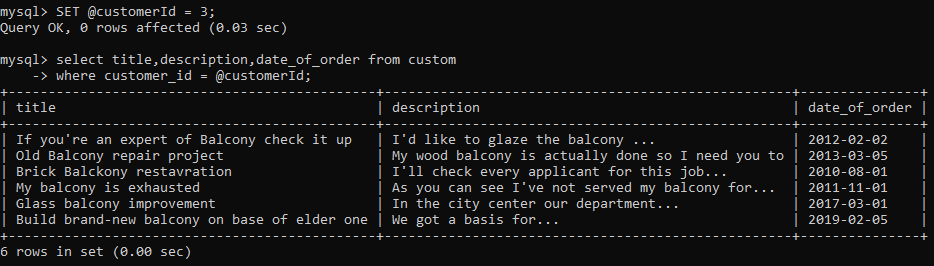 mysql> SET @customerId = 3;
Query OK, 0 rows affected (0.03 sec)
mysql> select title,description,date_of_order from custom
    -> where customer_id = @customerId;
+--------------------------------------------+------------------------------------------------+---------------+
| title                                      | description                                    | date_of_order |
+--------------------------------------------+------------------------------------------------+---------------+
| If you're an expert of Balcony check it up | I'd like to glaze the balcony ...              | 2012-02-02    |
| Old Balcony repair project                 | My wood balcony is actually done so I need you to | 2013-03-05    |
| Brick Balckony restavration                | I'll check every applicant for this job...     | 2010-08-01    |
| My balcony is exhausted                    | As you can see I've not served my balcony for... | 2011-11-01    |
| Glass balcony improvement                  | In the city center our department...           | 2017-03-01    |
| Build brand-new balcony on base of elder one | We got a basis for...                          | 2019-02-05    |
+--------------------------------------------+------------------------------------------------+---------------+
6 rows in set (0.00 sec)